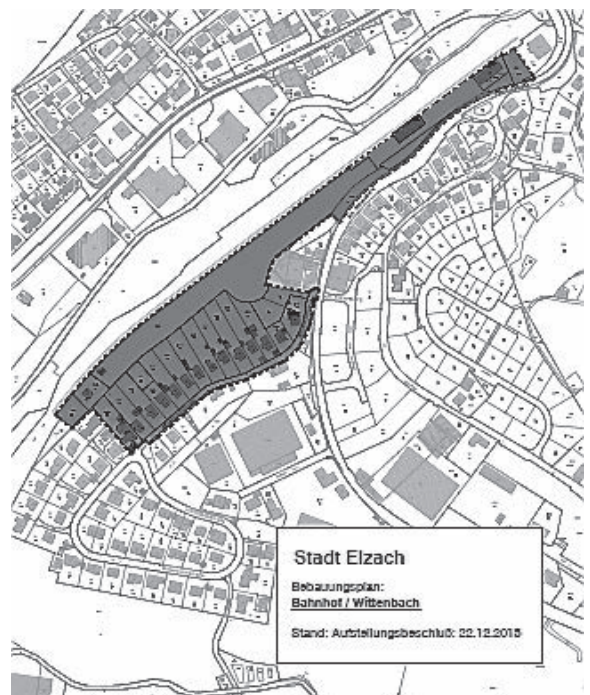 Stadt Elzach
Bebauungsplan:
Bahnhof / Wittenbach
Stand: Aufstellungsbeschluß: 22.12.2015